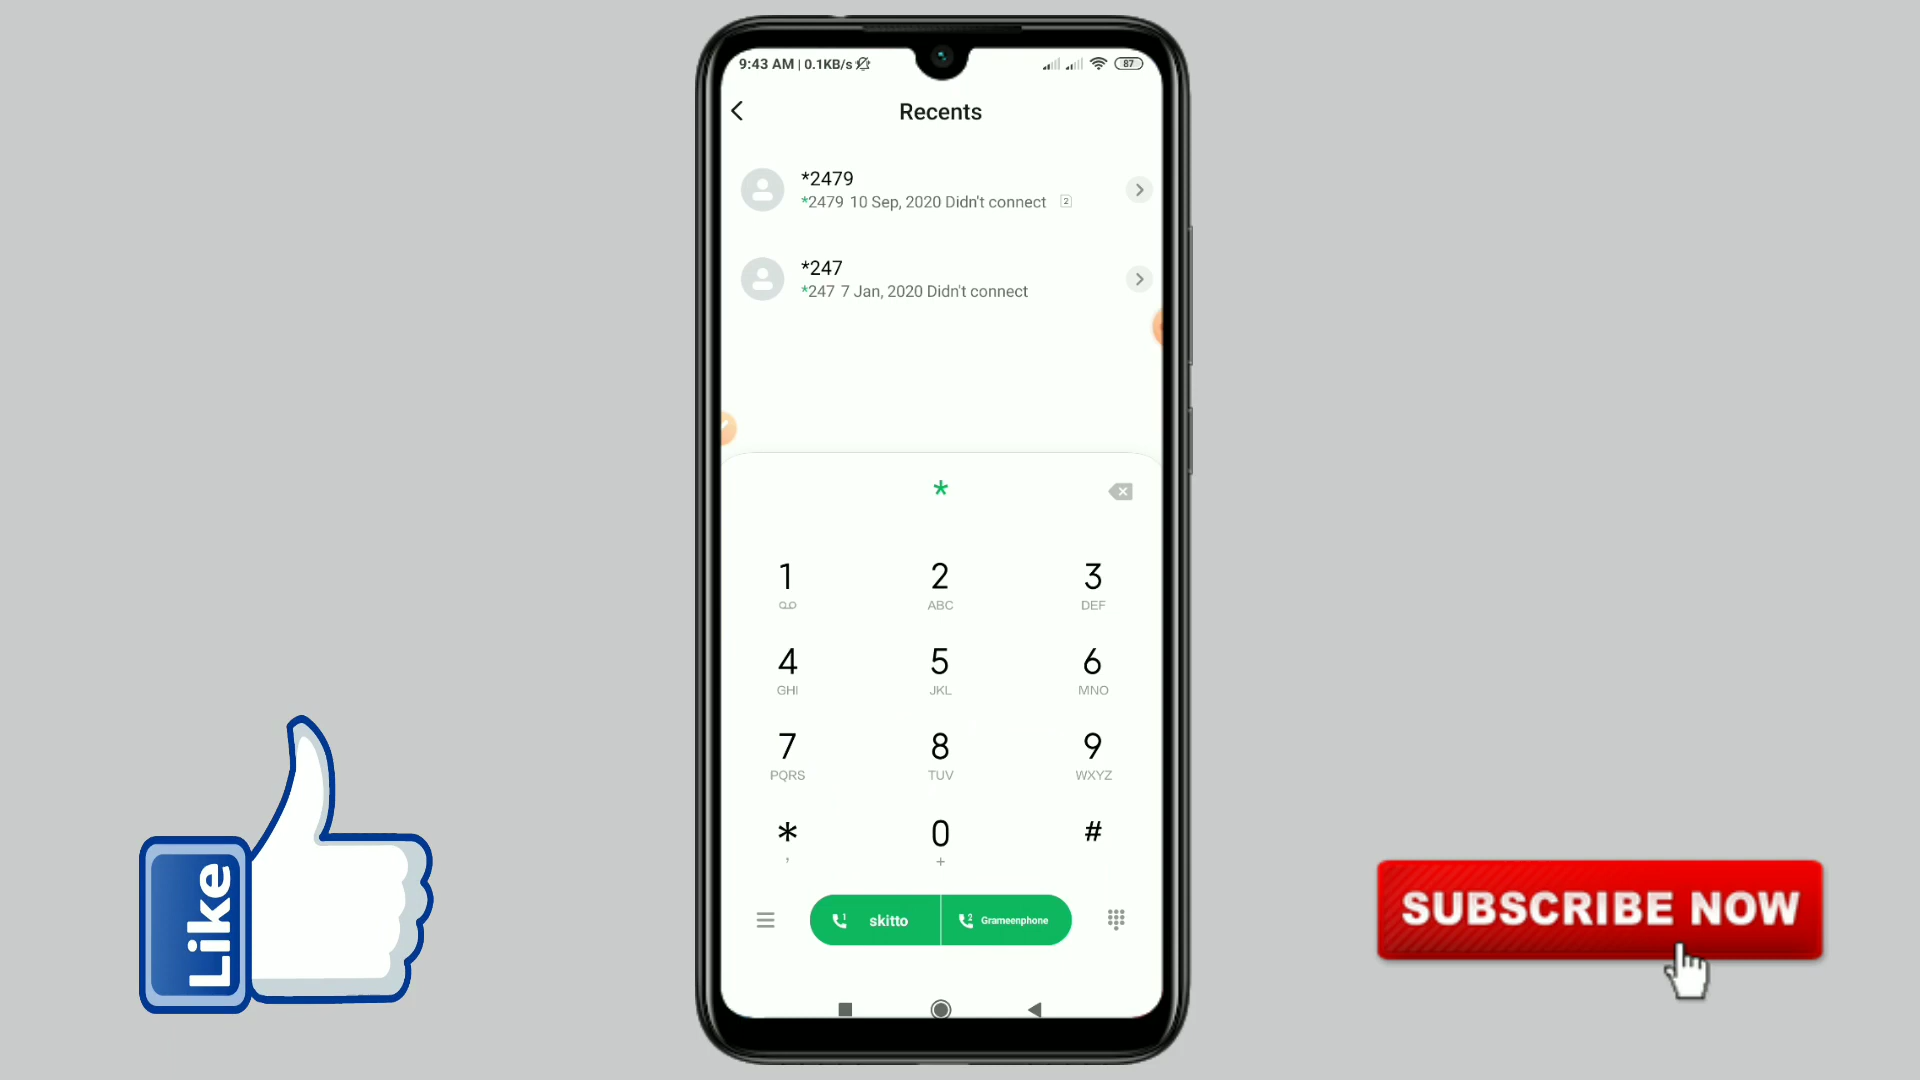 9:43 AM | 0.1KB/s
87
Recents
*2479
*2479 10 Sep, 2020 Didn't connect 2
*247
*247 7 Jan, 2020 Didn't connect
*
1 2 3
ABC DEF
4 5 6
GHI JKL MNO
7 8 9
PQRS TUV WXYZ
* 0 #
, +
1 skitto 2 Grameenphone
Like
SUBSCRIBE NOW